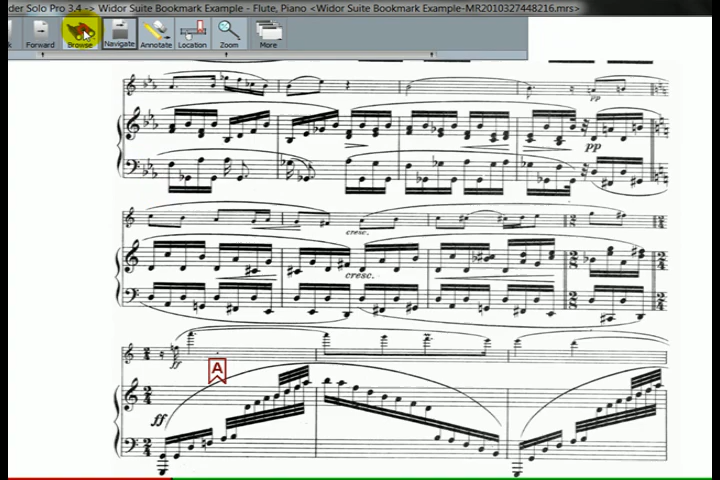 der Solo Pro 3.4 -> Widor Suite Bookmark Example - Flute, Piano <Widor Suite Bookmark Example-MR2010327448216.mrs>
k Forward Browse Navigate Annotate Location Zoom More
pp
pp
cresc.
cresc.
ff
A
ff